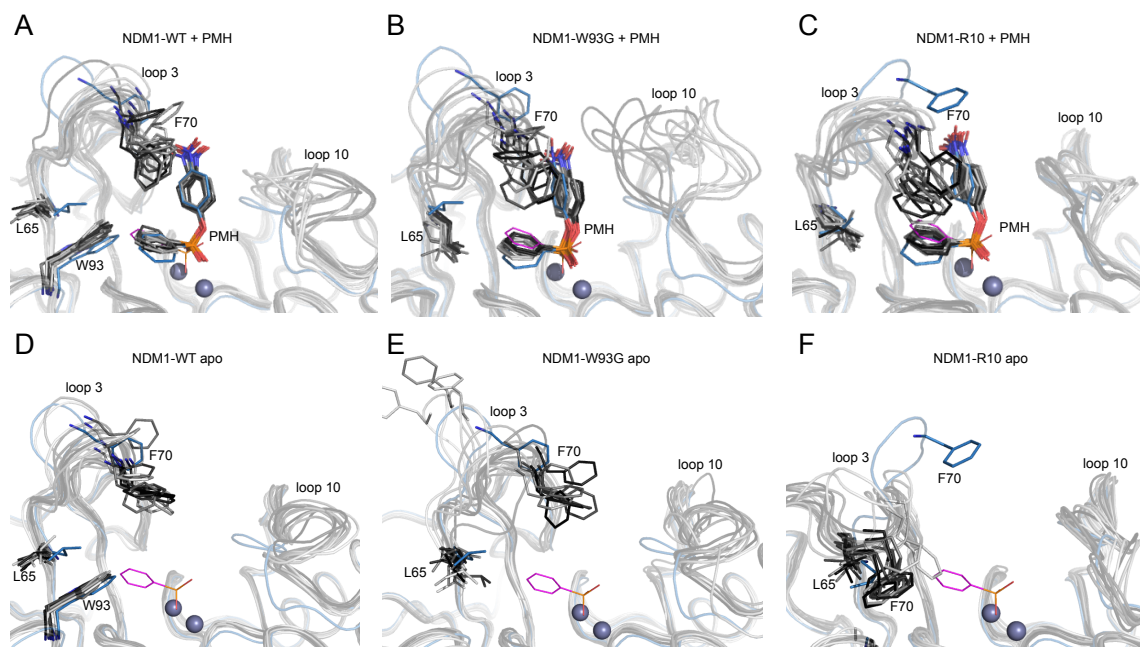 A
NDM1-WT + PMH
loop 3
F70
loop 10
L65
PMH
W93
B
NDM1-W93G + PMH
loop 3
loop 10
F70
L65
PMH
C
NDM1-R10 + PMH
loop 3
F70
loop 10
L65
PMH
D
NDM1-WT apo
loop 3
F70
loop 10
L65
W93
E
NDM1-W93G apo
loop 3
F70
loop 10
L65
F
NDM1-R10 apo
loop 3
loop 10
F70
L65
F70